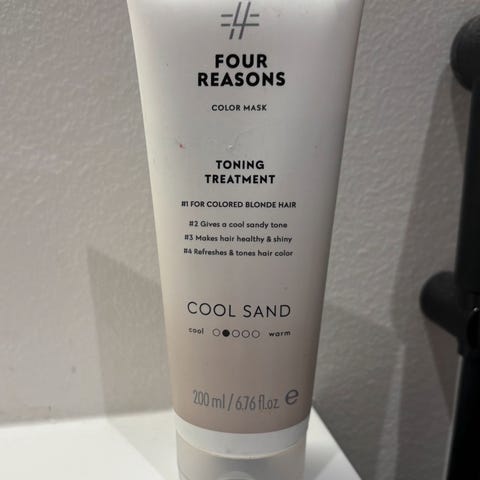 FOUR
REASONS
COLOR MASK
TONING
TREATMENT
#1 FOR COLORED BLONDE HAIR
#2 Gives a cool sandy tone
#3 Makes hair healthy & shiny
#4 Refreshes & tones hair color
COOL SAND
cool warm
200 ml / 6.76 fl.oz. e